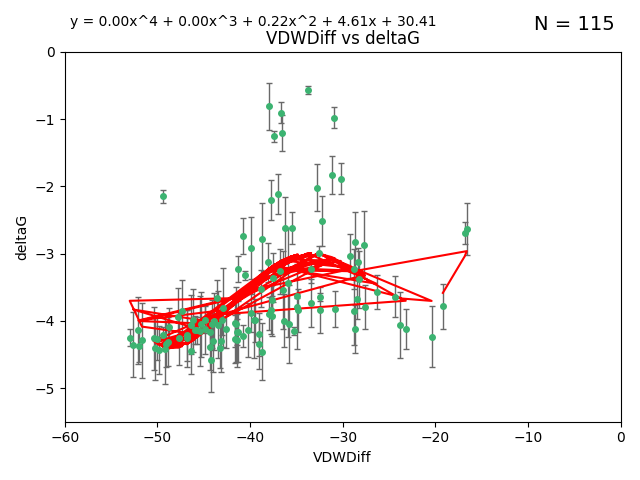 y = 0.00x^4 + 0.00x^3 + 0.22x^2 + 4.61x + 30.41
N = 115
VDWDiff vs deltaG
0
−1
−2
−3
−4
−5
deltaG
−60 −50 −40 −30 −20 −10 0
VDWDiff